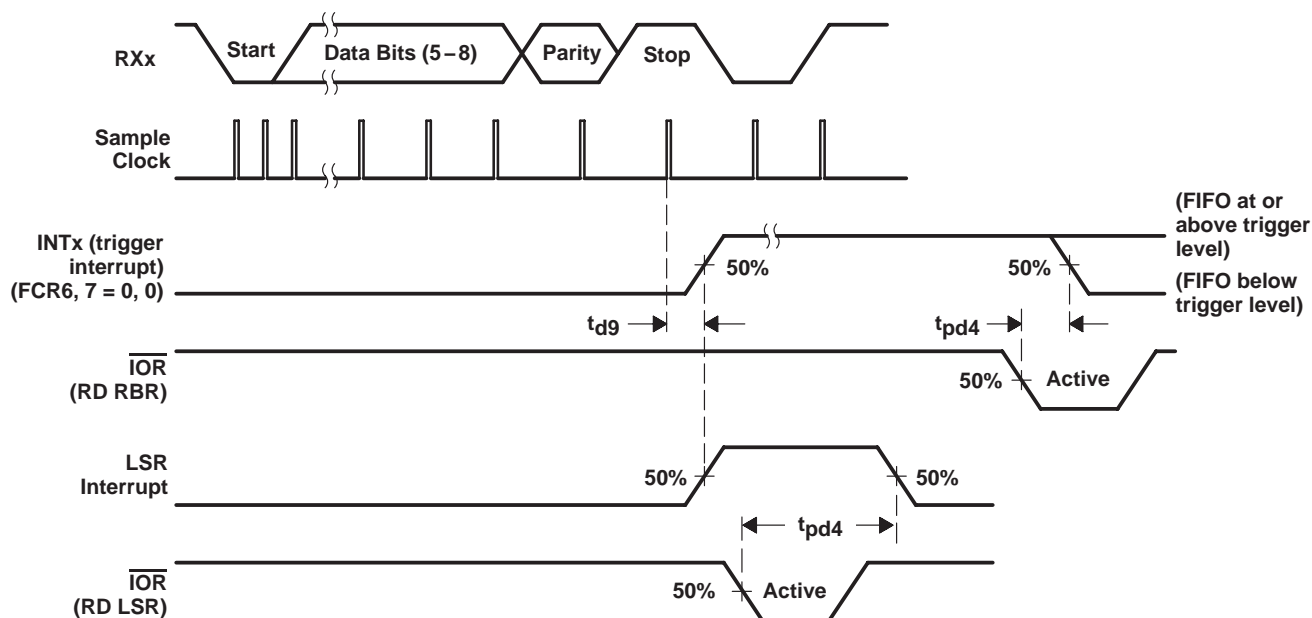 RXx
Start
Data Bits (5–8)
Parity
Stop
Sample
Clock
INTx (trigger
interrupt)
(FCR6, 7 = 0, 0)
50%
50%
(FIFO at or
above trigger
level)
(FIFO below
trigger level)
td9
tpd4
IOR
(RD RBR)
50%
Active
LSR
Interrupt
50%
50%
tpd4
IOR
(RD LSR)
50%
Active